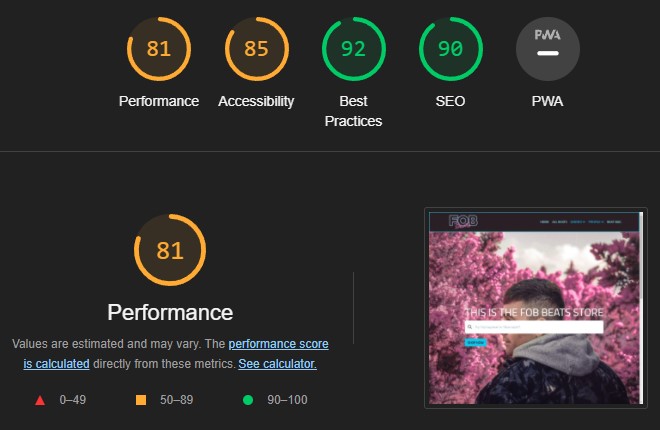 81
85
92
90
PWA
Performance
Accessibility
Best
Practices
SEO
PWA
81
Performance
Values are estimated and may vary. The performance score
is calculated directly from these metrics. See calculator.
0–49
50–89
90–100
FOB
THIS IS THE FOB BEATS STORE